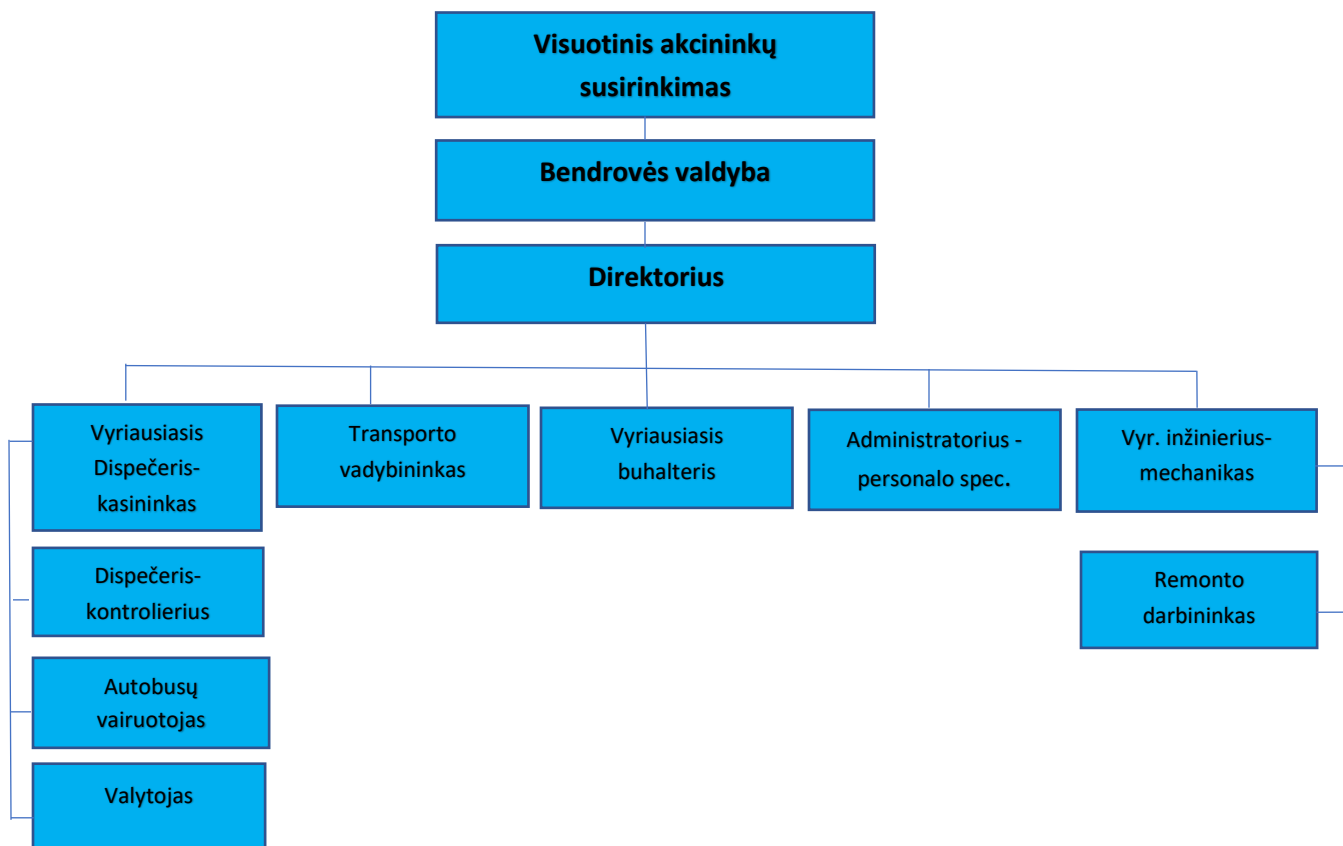 Visuotinis akcininkų
susirinkimas
Bendrovės valdyba
Direktorius
Vyriausiasis
Dispečeris-
kasininkas
Transporto
vadybininkas
Vyriausiasis
buhalteris
Administratorius -
personalo spec.
Vyr. inžinierius-
mechanikas
Dispečeris-
kontrolierius
Remonto
darbininkas
Autobusų
vairuotojas
Valytojas